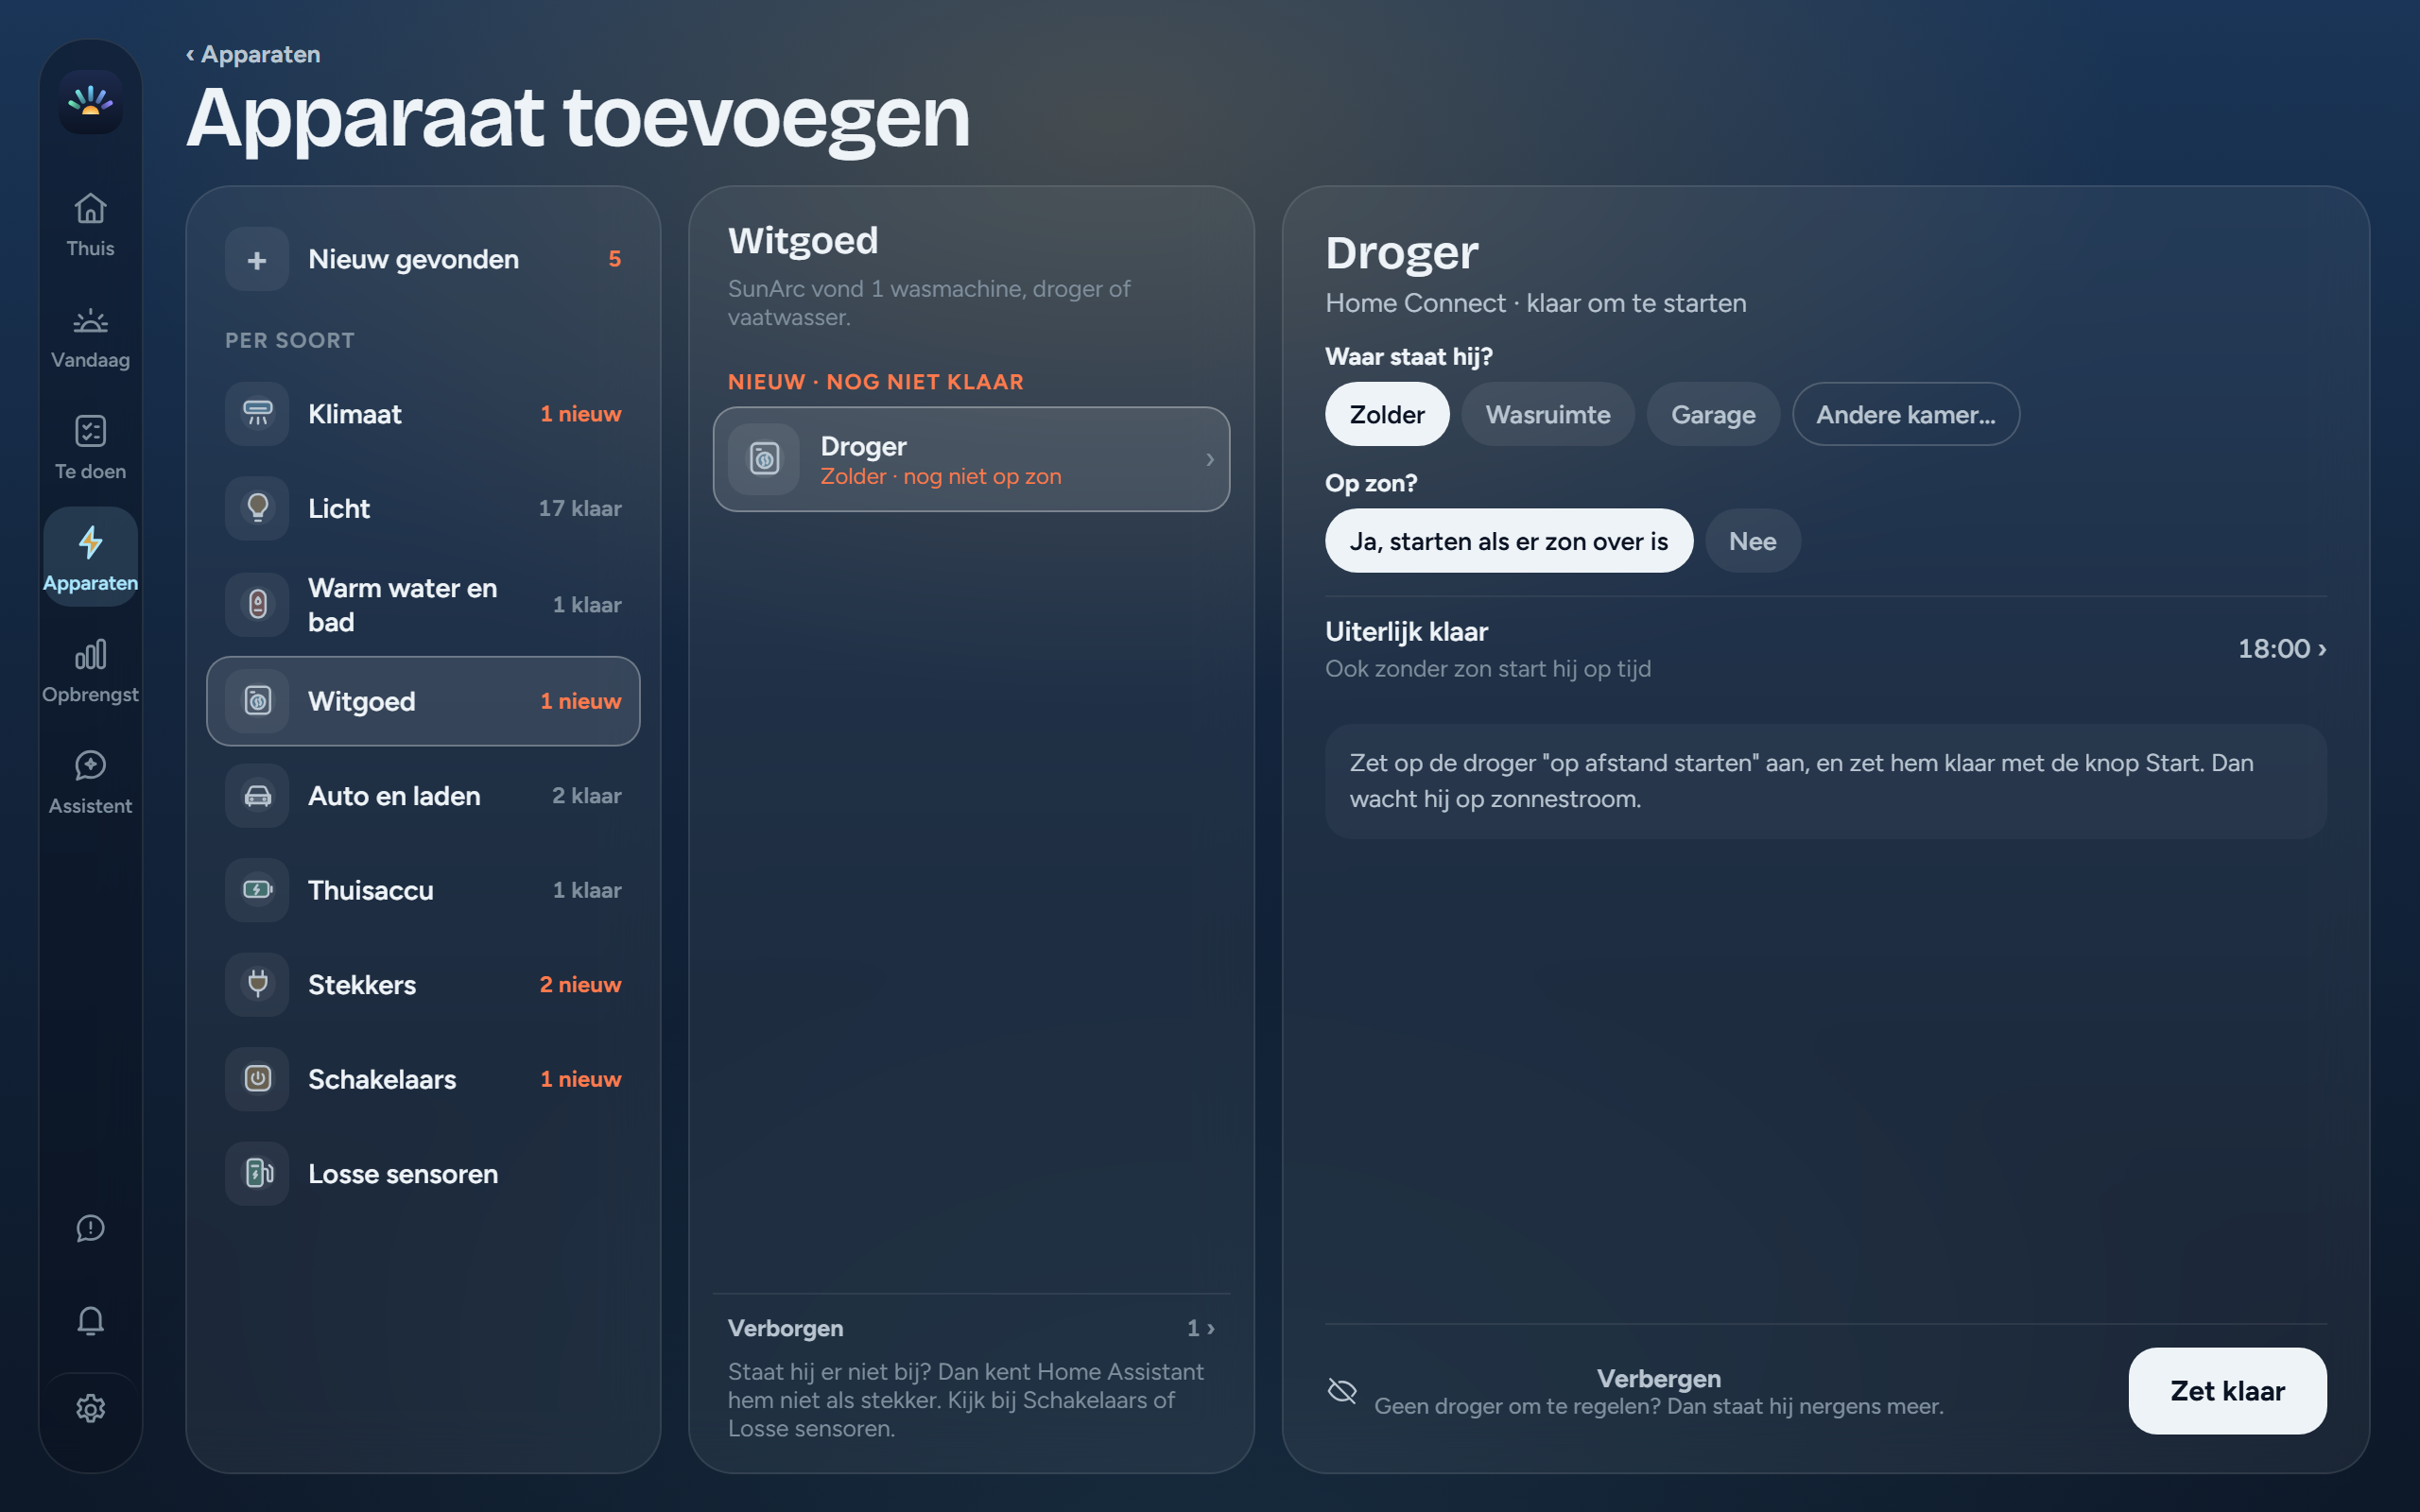 ‹ Apparaten
Apparaat toevoegen
Thuis
Vandaag
Te doen
Apparaten
Opbrengst
Assistent
+ Nieuw gevonden 5
PER SOORT
Klimaat 1 nieuw
Licht 17 klaar
Warm water en
bad 1 klaar
Witgoed 1 nieuw
Auto en laden 2 klaar
Thuisaccu 1 klaar
Stekkers 2 nieuw
Schakelaars 1 nieuw
Losse sensoren
Witgoed
SunArc vond 1 wasmachine, droger of
vaatwasser.
NIEUW · NOG NIET KLAAR
Droger
Zolder · nog niet op zon ›
Verborgen 1 ›
Staat hij er niet bij? Dan kent Home Assistant
hem niet als stekker. Kijk bij Schakelaars of
Losse sensoren.
Droger
Home Connect · klaar om te starten
Waar staat hij?
Zolder Wasruimte Garage Andere kamer...
Op zon?
Ja, starten als er zon over is Nee
Uiterlijk klaar
18:00 ›
Ook zonder zon start hij op tijd
Zet op de droger "op afstand starten" aan, en zet hem klaar met de knop Start. Dan
wacht hij op zonnestroom.
Verbergen
Geen droger om te regelen? Dan staat hij nergens meer.
Zet klaar